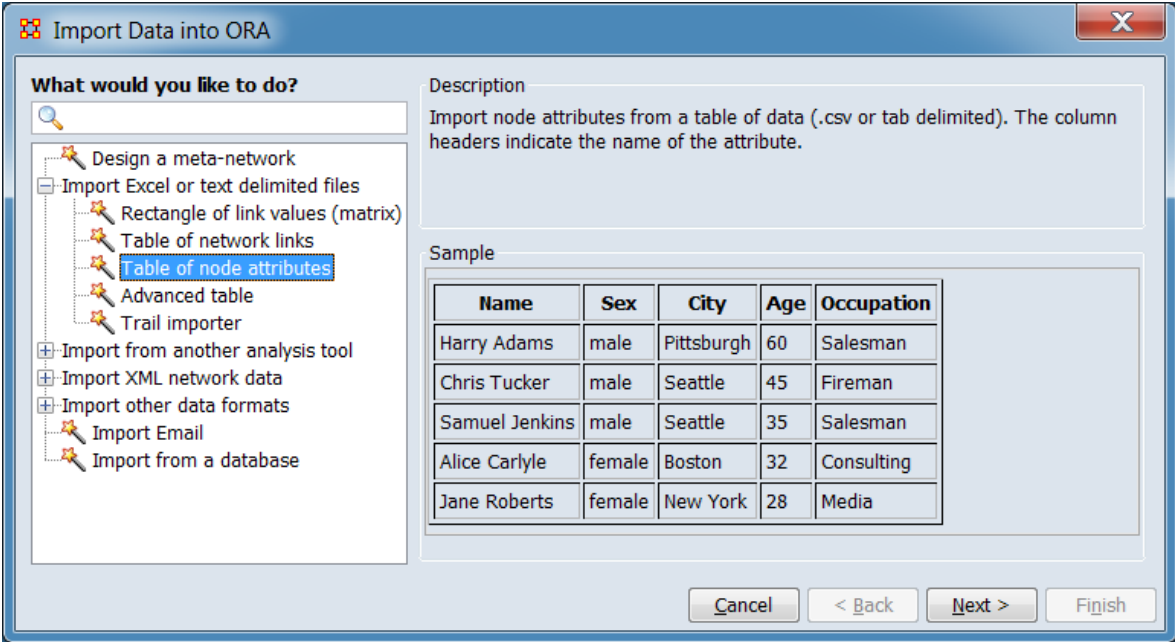 Import Data into ORA
What would you like to do?
Design a meta-network
Import Excel or text delimited files
Rectangle of link values (matrix)
Table of network links
Table of node attributes
Advanced table
Trail importer
Import from another analysis tool
Import XML network data
Import other data formats
Import Email
Import from a database
Description
Import node attributes from a table of data (.csv or tab delimited). The column
headers indicate the name of the attribute.
Sample
Name Sex City Age Occupation
Harry Adams male Pittsburgh 60 Salesman
Chris Tucker male Seattle 45 Fireman
Samuel Jenkins male Seattle 35 Salesman
Alice Carlyle female Boston 32 Consulting
Jane Roberts female New York 28 Media
Cancel < Back Next > Finish